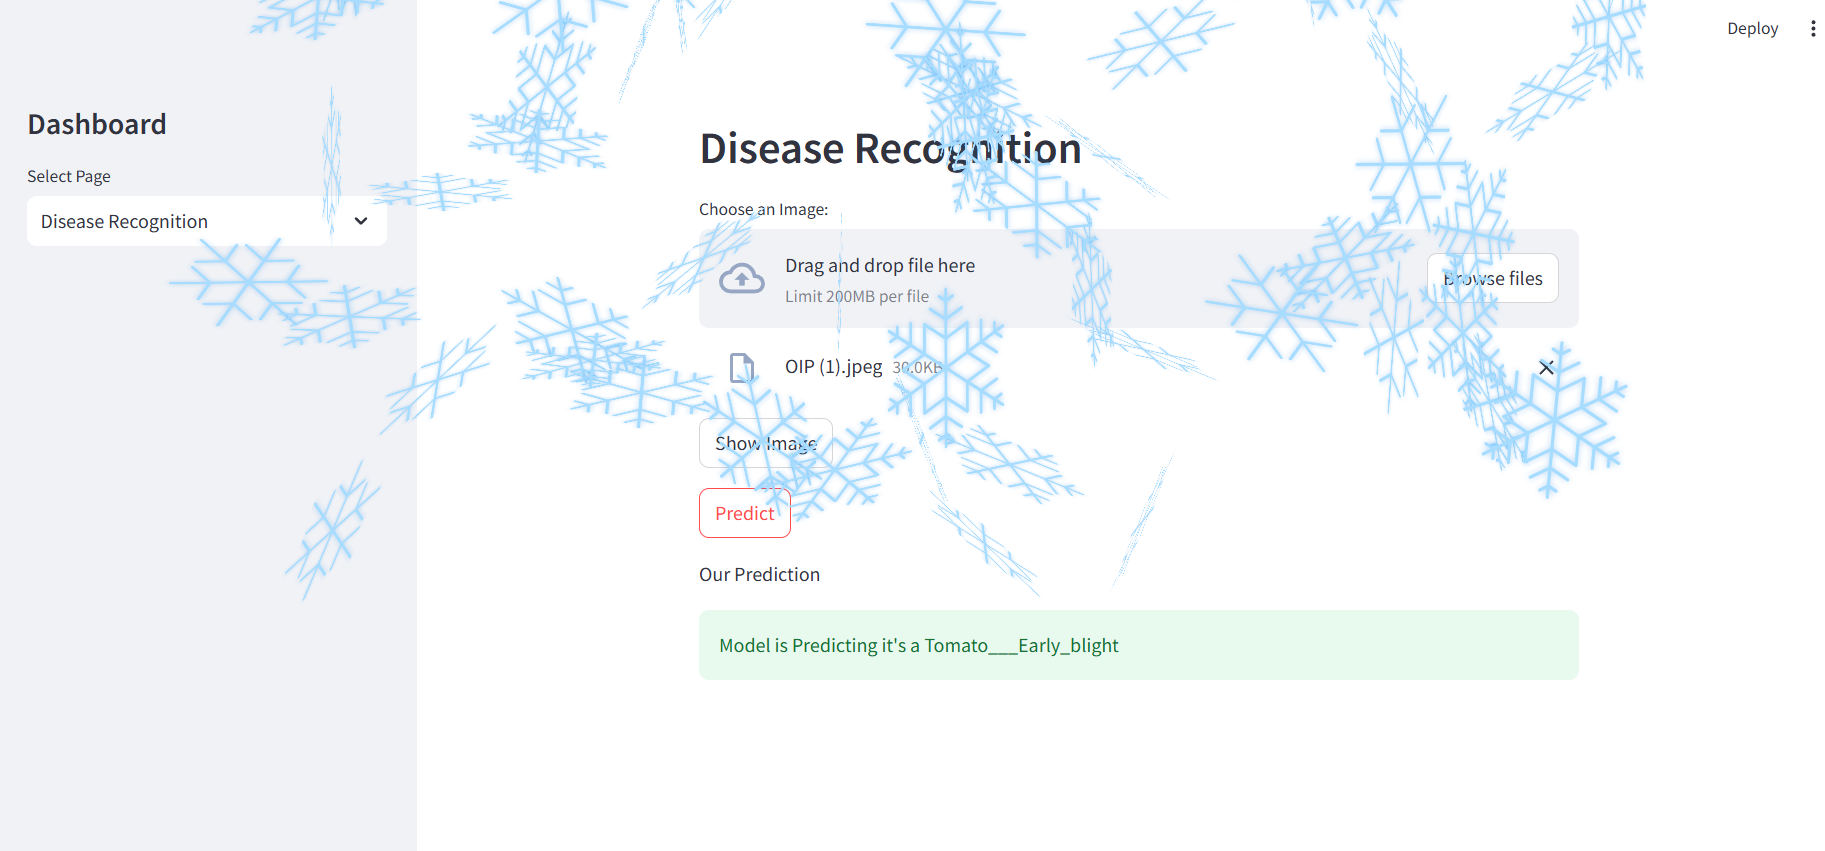 Deploy
Dashboard
Select Page
Disease Recognition
Disease Recognition
Choose an Image:
Drag and drop file here
Limit 200MB per file
Browse files
OIP (1).jpeg 30.0KB
Show Image
Predict
Our Prediction
Model is Predicting it's a Tomato___Early_blight